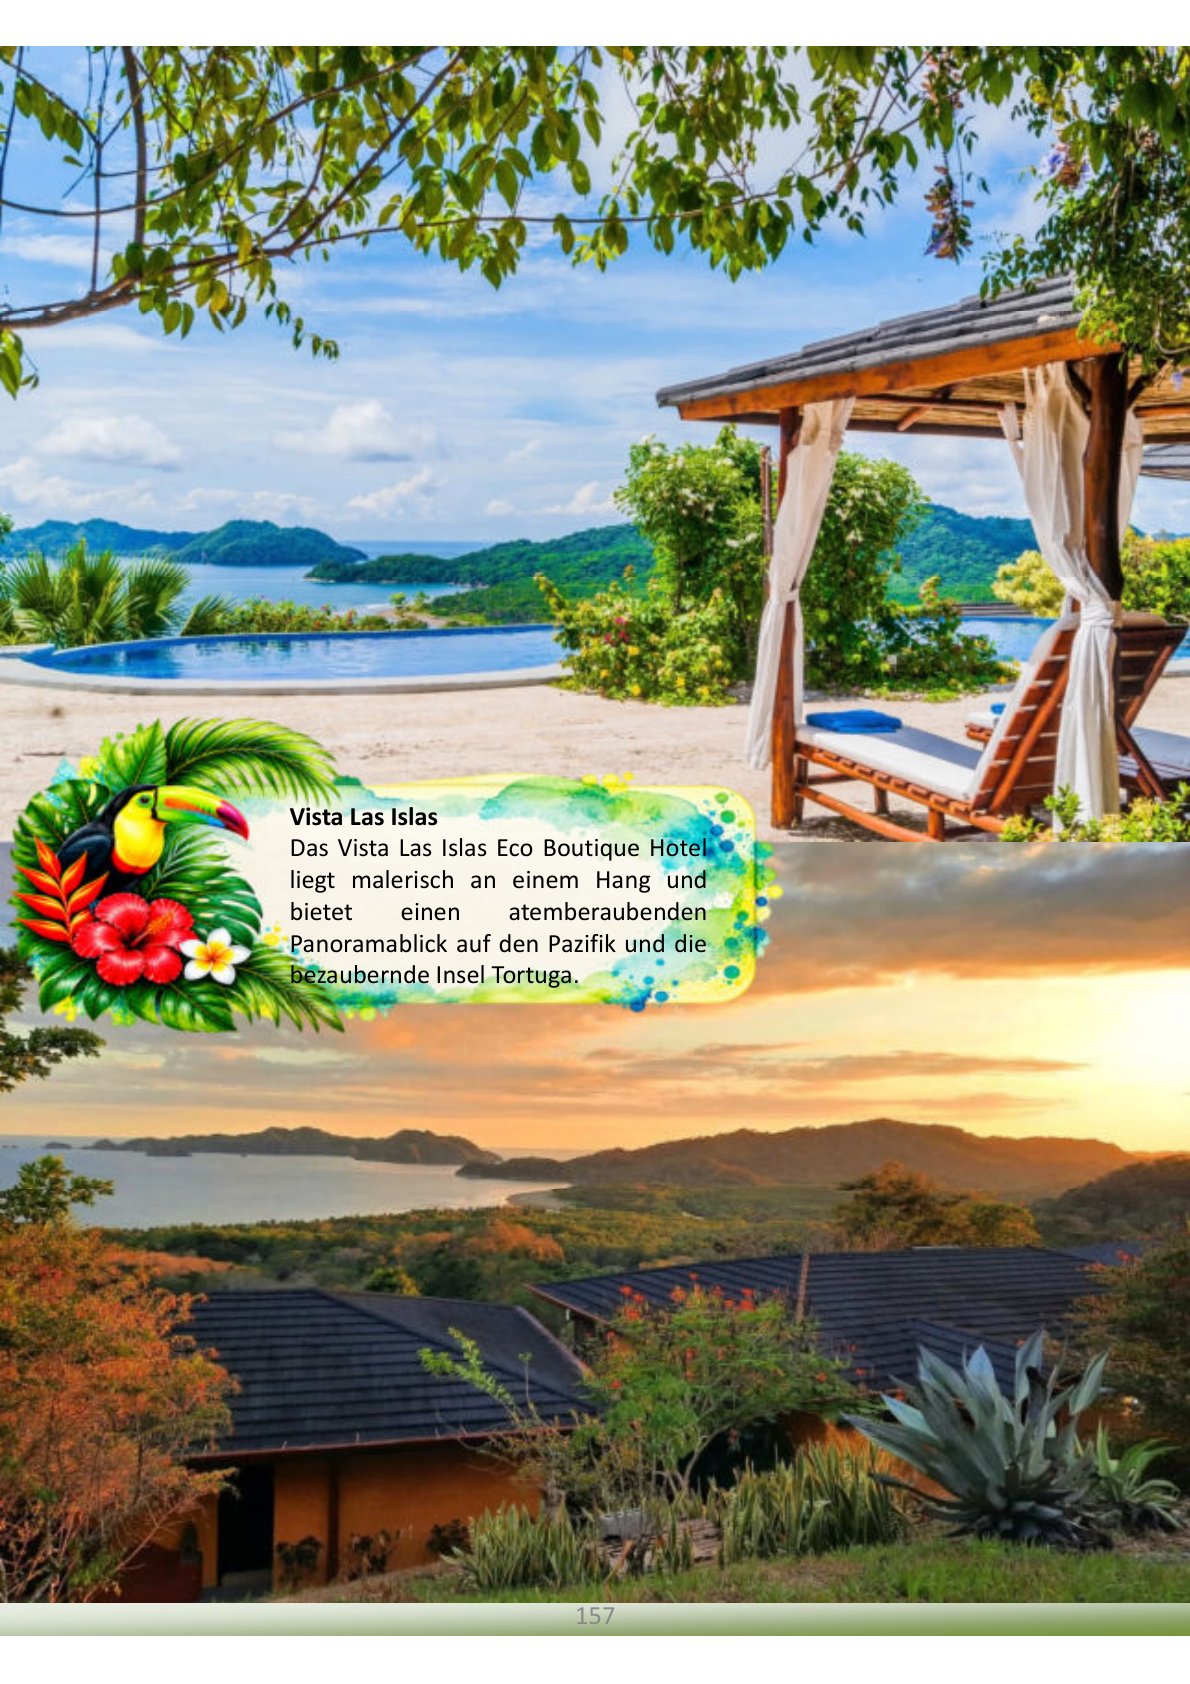 Vista Las Islas
Das Vista Las Islas Eco Boutique Hotel
liegt malerisch an einem Hang und
bietet einen atemberaubenden
Panoramablick auf den Pazifik und die
bezaubernde Insel Tortuga.
157